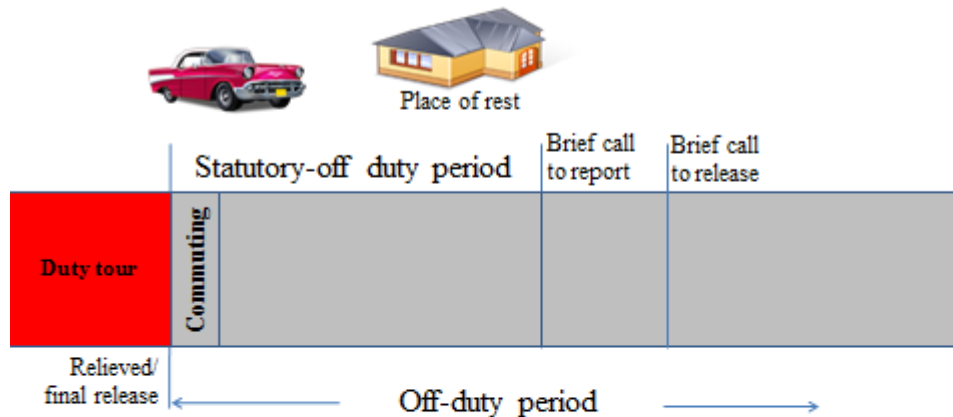 Place of rest
Statutory-off duty period
Brief call
to report
Brief call
to release
Duty tour
Commuting
Relieved/
final release
Off-duty period